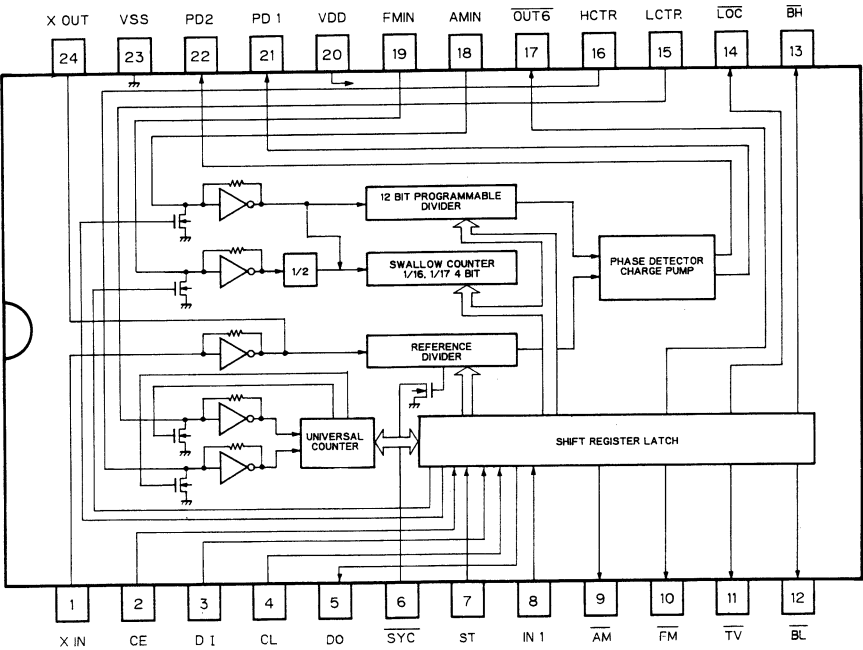 X OUT VSS PD2 PD1 VDD FMIN AMIN OUT6 HCTR LCTR LOC BH
24 23 22 21 20 19 18 17 16 15 14 13
12 BIT PROGRAMMABLE
DIVIDER
1/2
SWALLOW COUNTER
1/16, 1/17 4 BIT
PHASE DETECTOR
CHARGE PUMP
REFERENCE
DIVIDER
UNIVERSAL
COUNTER
SHIFT REGISTER LATCH
1 2 3 4 5 6 7 8 9 10 11 12
X IN CE D I CL DO SYC ST IN 1 AM FM TV BL